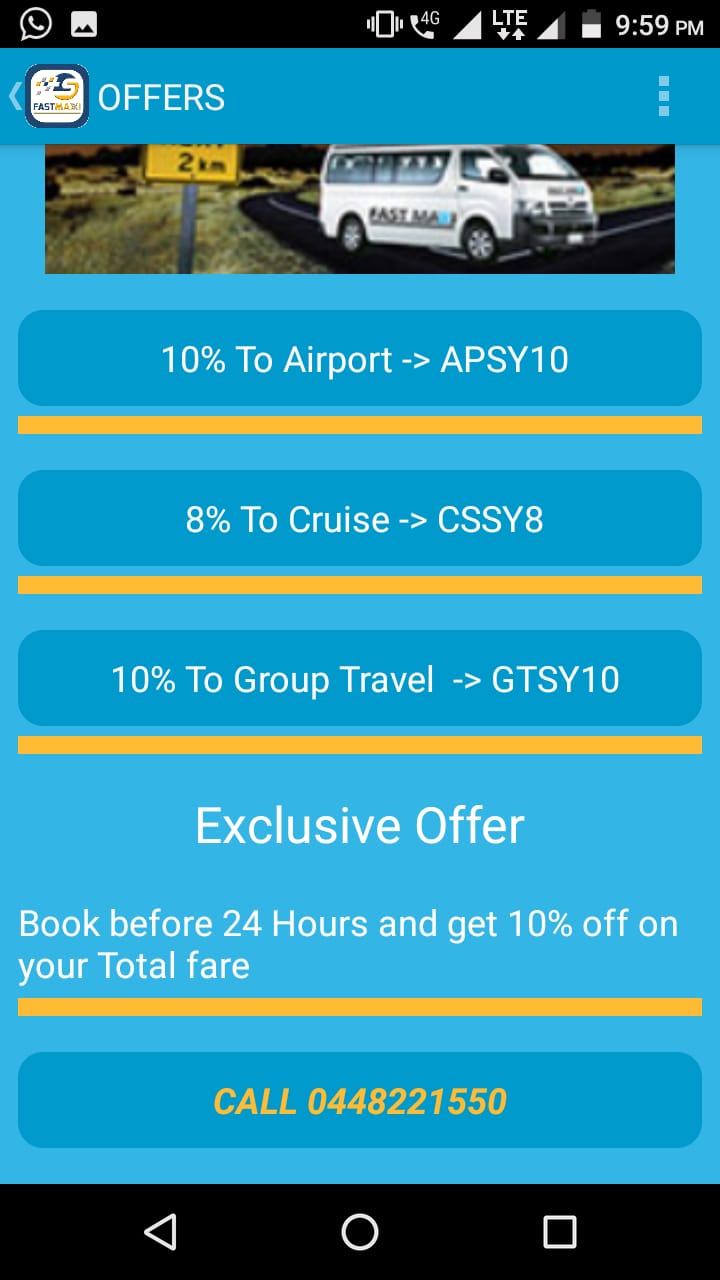 4G
LTE
9:59 PM
FASTMAXI
OFFERS
2 km
FAST MAXI
10% To Airport -> APSY10
8% To Cruise -> CSSY8
10% To Group Travel -> GTSY10
Exclusive Offer
Book before 24 Hours and get 10% off on
your Total fare
CALL 0448221550